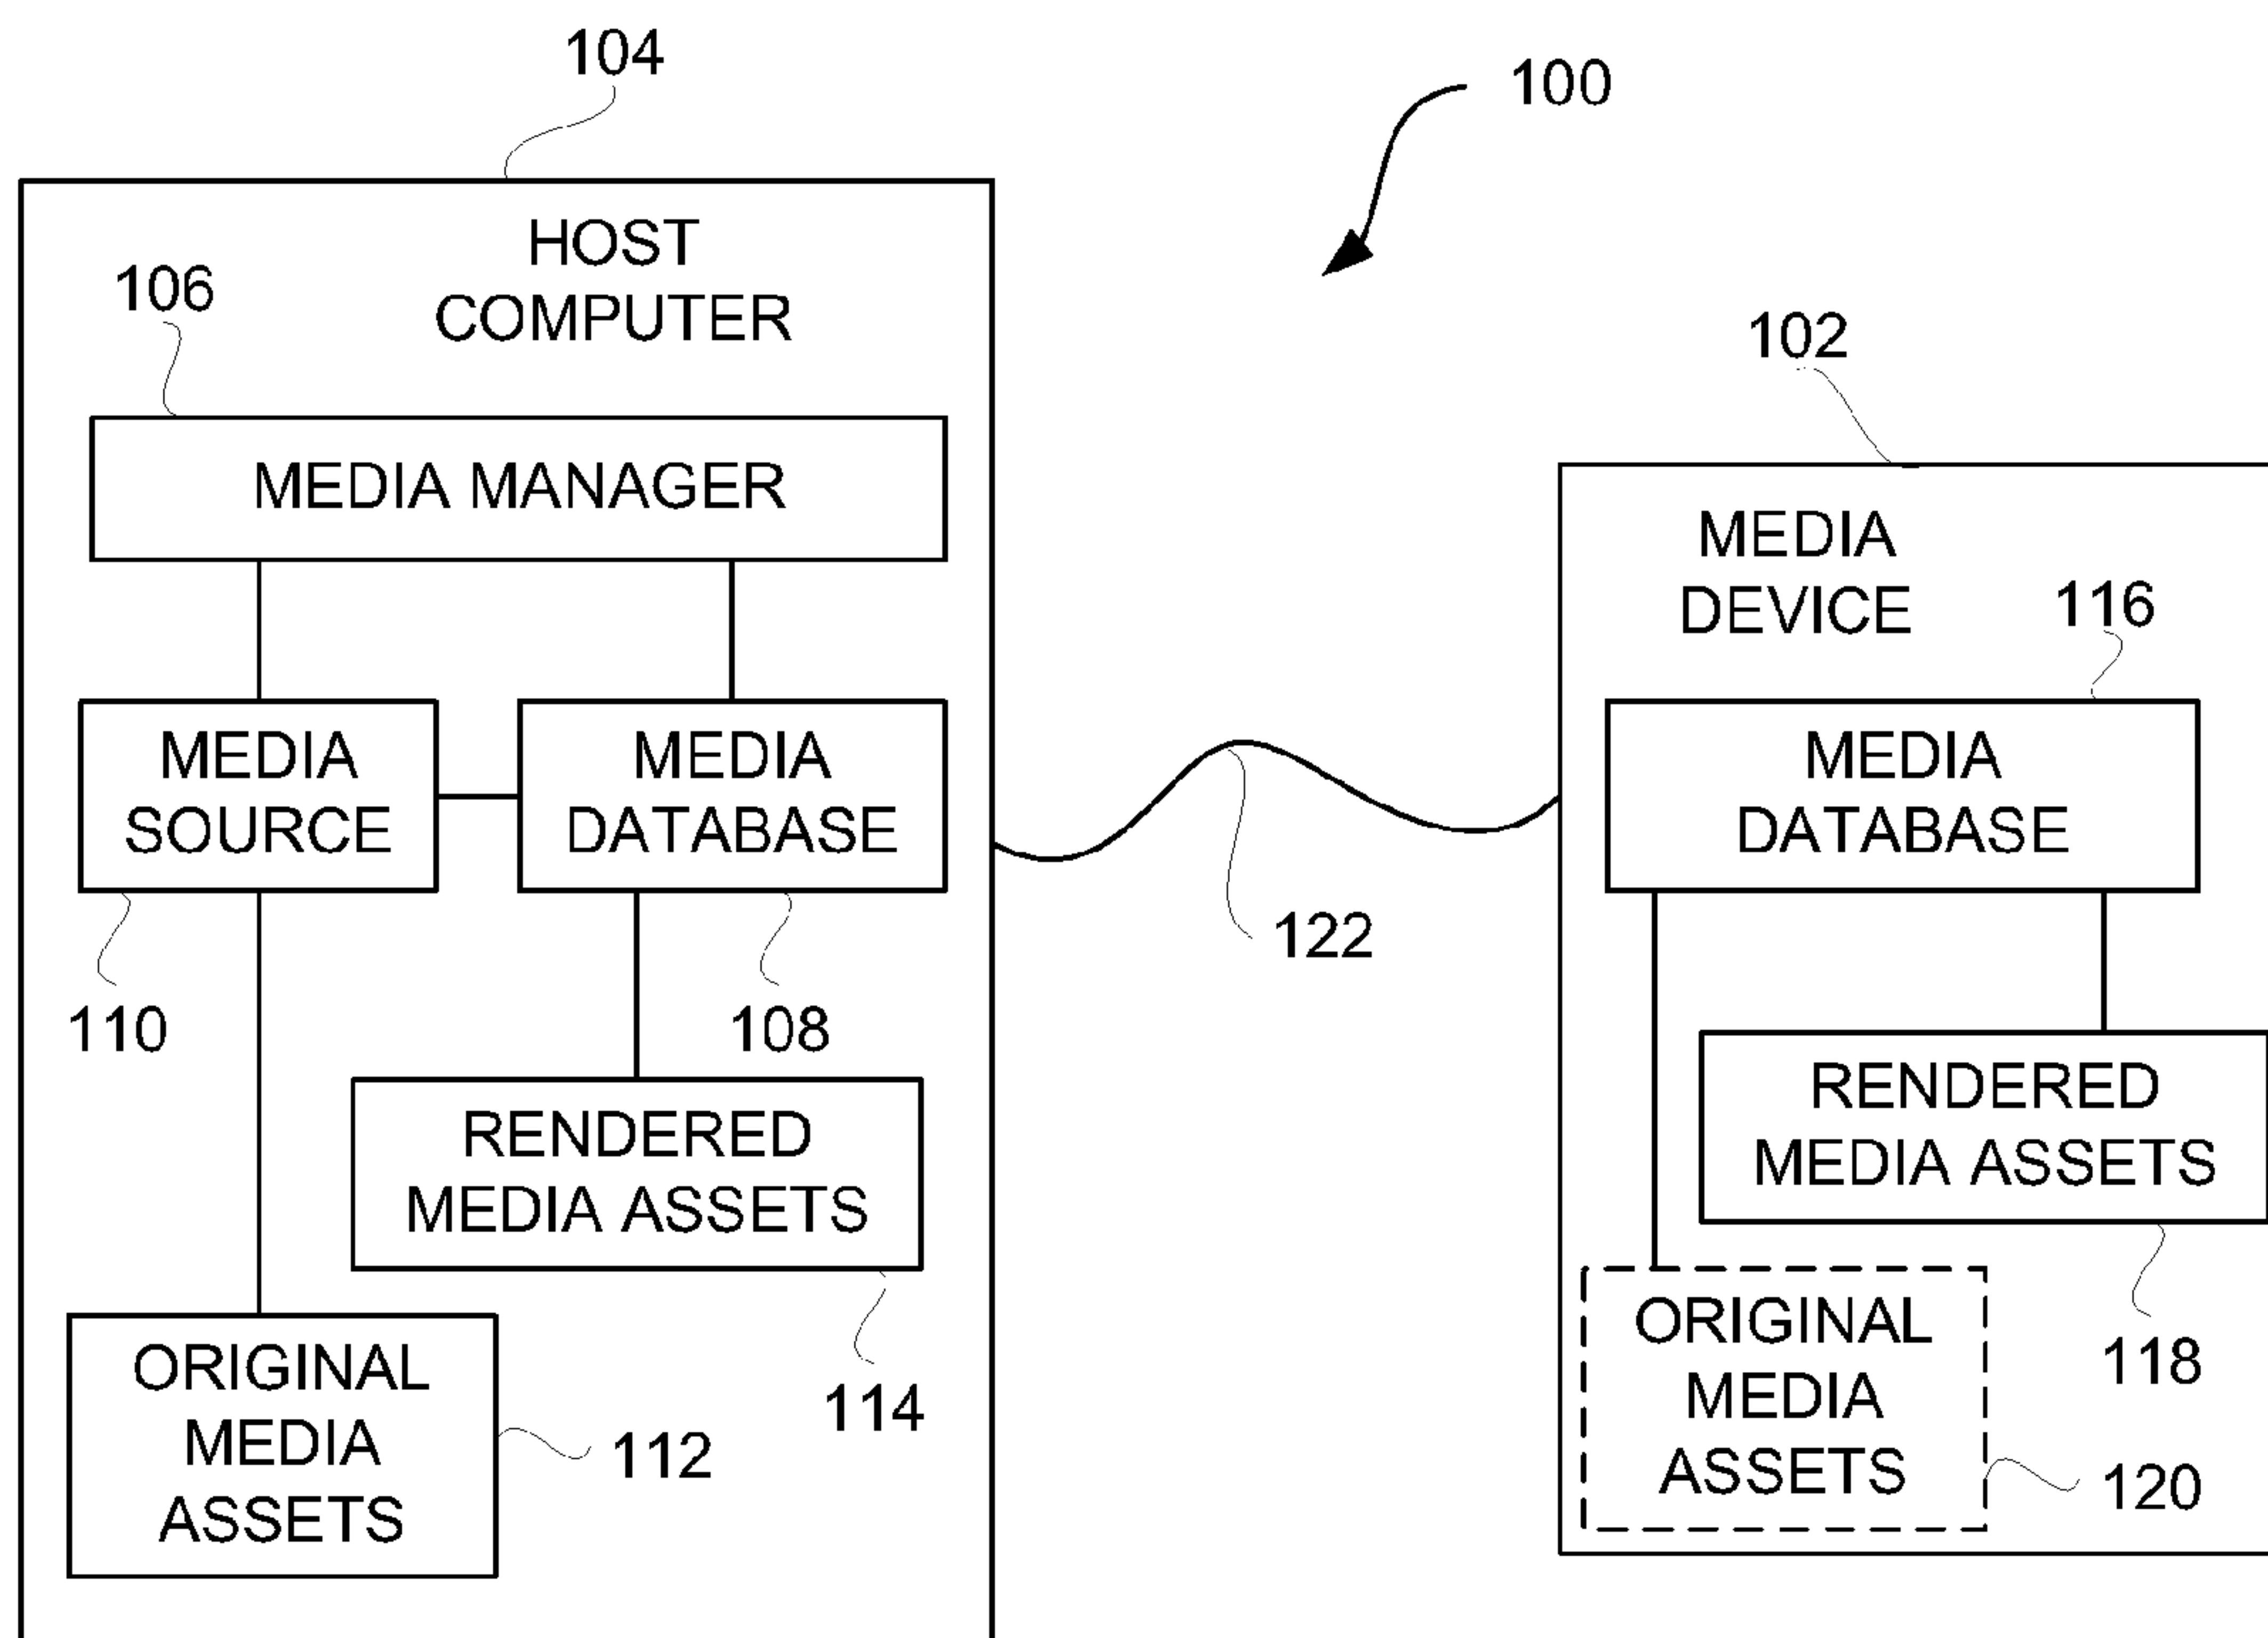 104
100
HOST
COMPUTER
106
102
MEDIA MANAGER
MEDIA
DEVICE
116
MEDIA
SOURCE
MEDIA
DATABASE
MEDIA
DATABASE
122
110
108
RENDERED
MEDIA ASSETS
RENDERED
MEDIA ASSETS
ORIGINAL
MEDIA
ASSETS
114
112
ORIGINAL
MEDIA
ASSETS
118
120